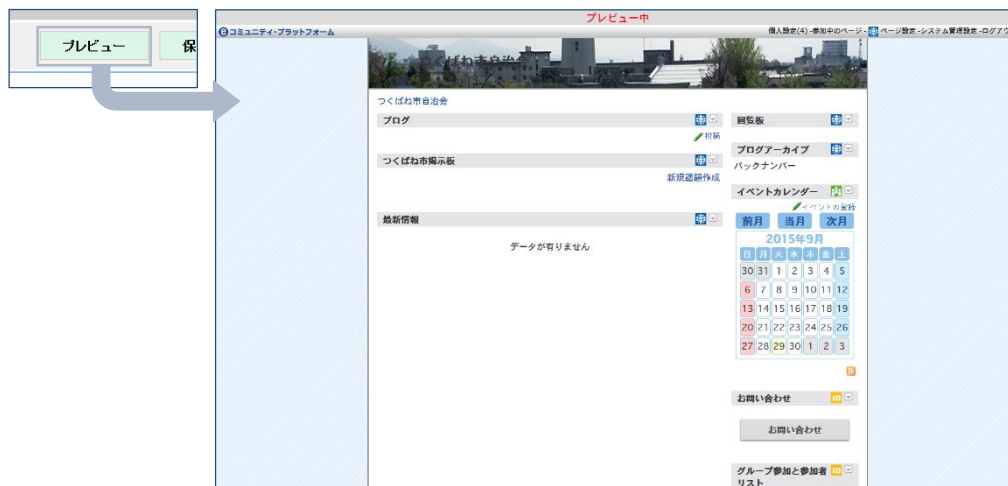 プレビュー
保
プレビュー中
コミュニティ・プラットフォーム
個人設定(4) -参加中のページ- ページ設定 -システム管理設定 -ログアウ
つくばね市自治会
つくばね市自治会
ブログ
投稿
つくばね市掲示板
新規話題作成
最新情報
データが有りません
回覧板
ブログアーカイブ
バックナンバー
イベントカレンダー
イベントの登録
前月 当月 次月
2015年9月
日 月 火 水 木 金 土
30 31 1 2 3 4 5
6 7 8 9 10 11 12
13 14 15 16 17 18 19
20 21 22 23 24 25 26
27 28 29 30 1 2 3
お問い合わせ
お問い合わせ
グループ参加と参加者
リスト